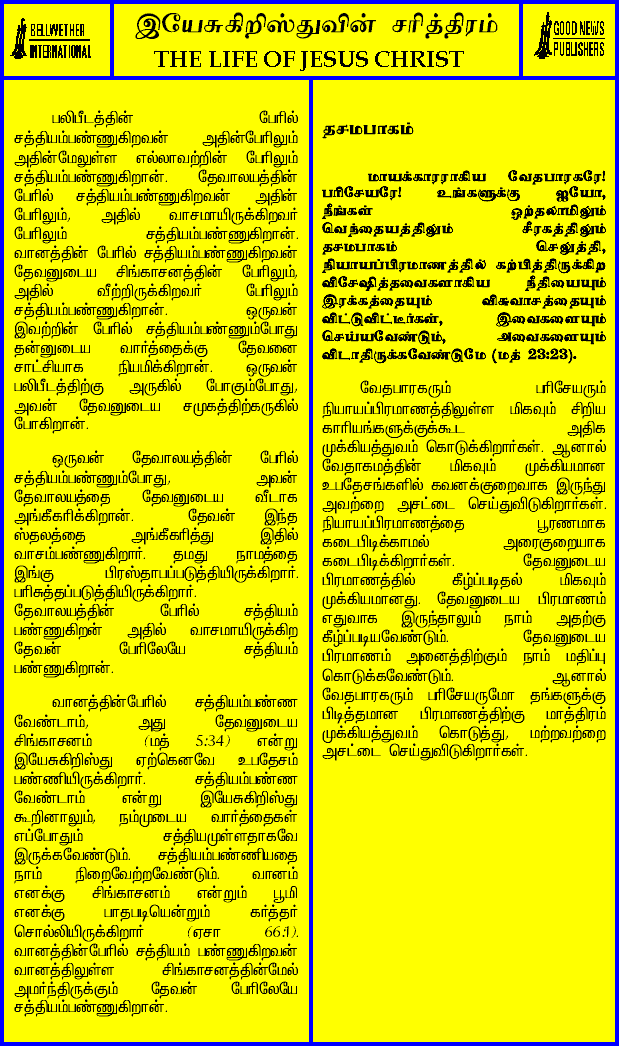 BELLWETHER
INTERNATIONAL
இயேசுகிறிஸ்துவின் சரித்திரம்
THE LIFE OF JESUS CHRIST
GOOD NEWS
PUBLISHERS
பலிபீடத்தின் பேரில்
சத்தியம்பண்ணுகிறவன் அதின்பேரிலும்
அதின்மேலுள்ள எல்லாவற்றின் பேரிலும்
சத்தியம்பண்ணுகிறான். தேவாலயத்தின்
பேரில் சத்தியம்பண்ணுகிறவன் அதின்
பேரிலும், அதில் வாசமாயிருக்கிறவர்
பேரிலும் சத்தியம்பண்ணுகிறான்.
வானத்தின் பேரில் சத்தியம்பண்ணுகிறவன்
தேவனுடைய சிங்காசனத்தின் பேரிலும்,
அதில் வீற்றிருக்கிறவர் பேரிலும்
சத்தியம்பண்ணுகிறான். ஒருவன்
இவற்றின் பேரில் சத்தியம்பண்ணும்போது
தன்னுடைய வார்த்தைக்கு தேவனை
சாட்சியாக நியமிக்கிறான். ஒருவன்
பலிபீடத்திற்கு அருகில் போகும்போது,
அவன் தேவனுடைய சமுகத்திற்கருகில்
போகிறான்.
ஒருவன் தேவாலயத்தின் பேரில்
சத்தியம்பண்ணும்போது, அவன்
தேவாலயத்தை தேவனுடைய வீடாக
அங்கீகரிக்கிறான். தேவன் இந்த
ஸ்தலத்தை அங்கீகரித்து இதில்
வாசம்பண்ணுகிறார். தமது நாமத்தை
இங்கு பிரஸ்தாபப்படுத்தியிருக்கிறார்.
பரிசுத்தப்படுத்தியிருக்கிறார்.
தேவாலயத்தின் பேரில் சத்தியம்
பண்ணுகிறன் அதில் வாசமாயிருக்கிற
தேவன் பேரிலேயே சத்தியம்
பண்ணுகிறான்.
வானத்தின்பேரில் சத்தியம்பண்ண
வேண்டாம், அது தேவனுடைய
சிங்காசனம் (மத் 5:34) என்று
இயேசுகிறிஸ்து ஏற்கெனவே உபதேசம்
பண்ணியிருக்கிறார். சத்தியம்பண்ண
வேண்டாம் என்று இயேசுகிறிஸ்து
கூறினாலும், நம்முடைய வார்த்தைகள்
எப்போதும் சத்தியமுள்ளதாகவே
இருக்கவேண்டும். சத்தியம்பண்ணியதை
நாம் நிறைவேற்றவேண்டும். வானம்
எனக்கு சிங்காசனம் என்றும் பூமி
எனக்கு பாதபடியென்றும் கர்த்தர்
சொல்லியிருக்கிறார் (ஏசா 66:1).
வானத்தின்பேரில் சத்தியம் பண்ணுகிறவன்
வானத்திலுள்ள சிங்காசனத்தின்மேல்
அமர்ந்திருக்கும் தேவன் பேரிலேயே
சத்தியம்பண்ணுகிறான்.
தசமபாகம்
மாயக்காரராகிய வேதபாரகரே!
பரிசேயரே! உங்களுக்கு ஐயோ,
நீங்கள் ஒற்தலாமிலும்
வெந்தையத்திலும் சீரகத்திலும்
தசமபாகம் செலுத்தி,
நியாயப்பிரமாணத்தில் கற்பித்திருக்கிற
விசேஷித்தவைகளாகிய நீதியையும்
இரக்கத்தையும் விசுவாசத்தையும்
விட்டுவிட்டீர்கள், இவைகளையும்
செய்யவேண்டும், அவைகளையும்
விடாதிருக்கவேண்டுமே (மத் 23:23).
வேதபாரகரும் பரிசேயரும்
நியாயப்பிரமாணத்திலுள்ள மிகவும் சிறிய
காரியங்களுக்குக்கூட அதிக
முக்கியத்துவம் கொடுக்கிறார்கள். ஆனால்
வேதாகமத்தின் மிகவும் முக்கியமான
உபதேசங்களில் கவனக்குறைவாக இருந்து
அவற்றை அசட்டை செய்துவிடுகிறார்கள்.
நியாயப்பிரமாணத்தை பூரணமாக
கடைபிடிக்காமல் அரைகுறையாக
கடைபிடிக்கிறார்கள். தேவனுடைய
பிரமாணத்தில் கீழ்ப்படிதல் மிகவும்
முக்கியமானது. தேவனுடைய பிரமாணம்
எதுவாக இருந்தாலும் நாம் அதற்கு
கீழ்ப்படியவேண்டும். தேவனுடைய
பிரமாணம் அனைத்திற்கும் நாம் மதிப்பு
கொடுக்கவேண்டும். ஆனால்
வேதபாரகரும் பரிசேயருமோ தங்களுக்கு
பிடித்தமான பிரமாணத்திற்கு மாத்திரம்
முக்கியத்துவம் கொடுத்து, மற்றவற்றை
அசட்டை செய்துவிடுகிறார்கள்.